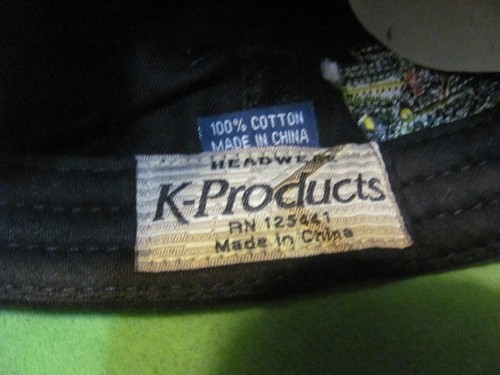 100% COTTON
MADE IN CHINA
HEADWEAR
K-Products
RN 125441
Made in China